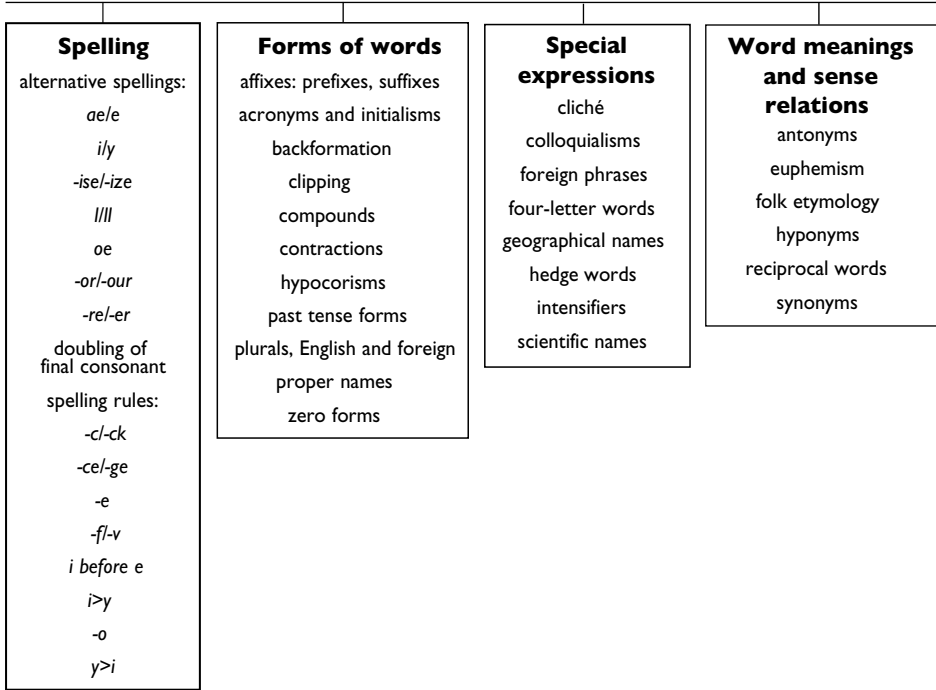 Spelling
alternative spellings:
ae/e
i/y
-ise/-ize
l/ll
oe
-or/-our
-re/-er
doubling of
final consonant
spelling rules:
-c/-ck
-ce/-ge
-e
-f/-v
i before e
i>y
-o
y>i
Forms of words
affixes: prefixes, suffixes
acronyms and initialisms
backformation
clipping
compounds
contractions
hypocorisms
past tense forms
plurals, English and foreign
proper names
zero forms
Special
expressions
cliché
colloquialisms
foreign phrases
four-letter words
geographical names
hedge words
intensifiers
scientific names
Word meanings
and sense
relations
antonyms
euphemism
folk etymology
hyponyms
reciprocal words
synonyms